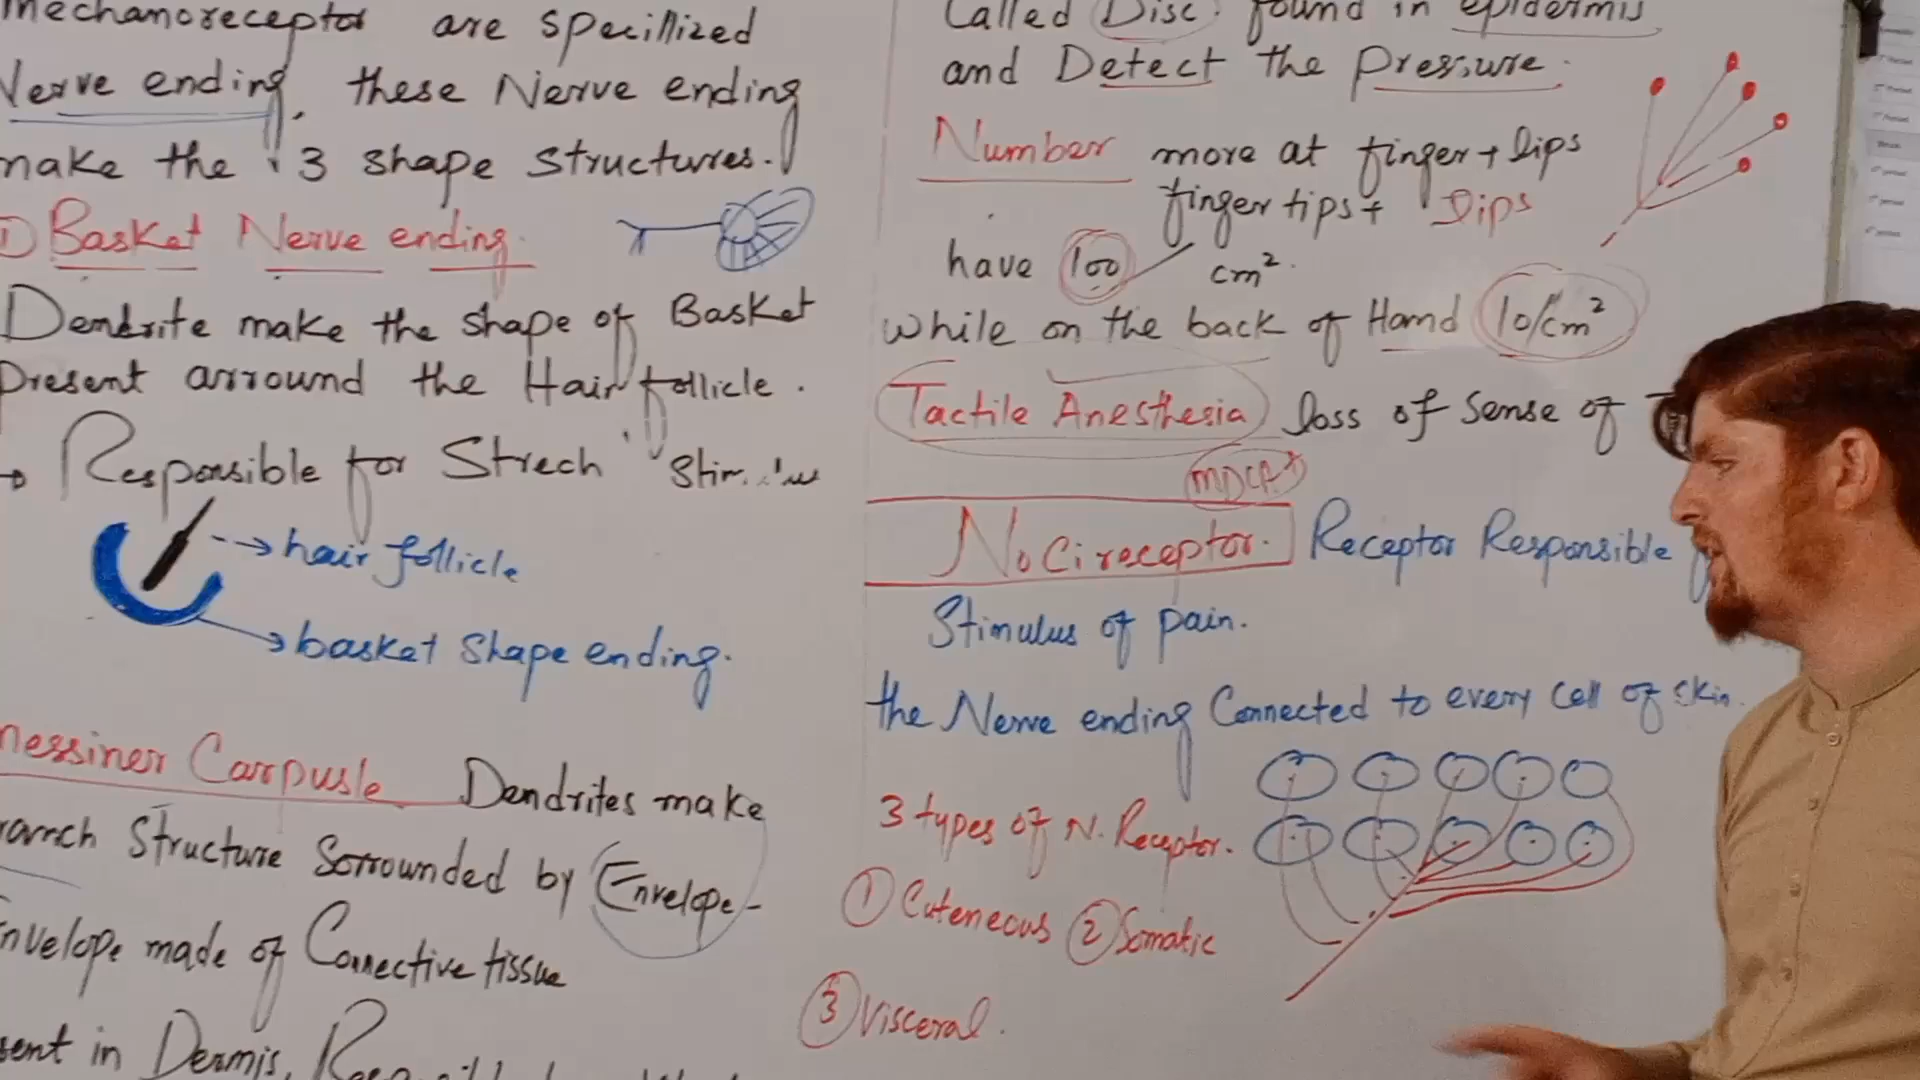 Mechanoreceptor are specillized
Nerve ending, these Nerve ending
make the 3 shape structures.
1) Basket Nerve ending.
Dendrite make the shape of Basket
Present arround the Hair follicle.
→ Responsible for Strech
hair follicle
basket Shape ending.
messiner Carpusle Dendrites make
Structure Sorrounded by Envelope-
Envelope made of Connective tissue
in Dermis.
Called Disc. found in epidermis
and Detect the Pressure.
Number more at finger + lips
finger tips + lips
have 100 / cm²
while on the back of Hand 10/cm²
Tactile Anesthesia loss of sense of
MDCAT
Nocireceptor. Receptor Responsible
Stimulus of pain.
the Nerve ending Connected to every cell of skin.
3 types of N. Receptor.
① Cuteneous ② Somatic
③ Visceral.